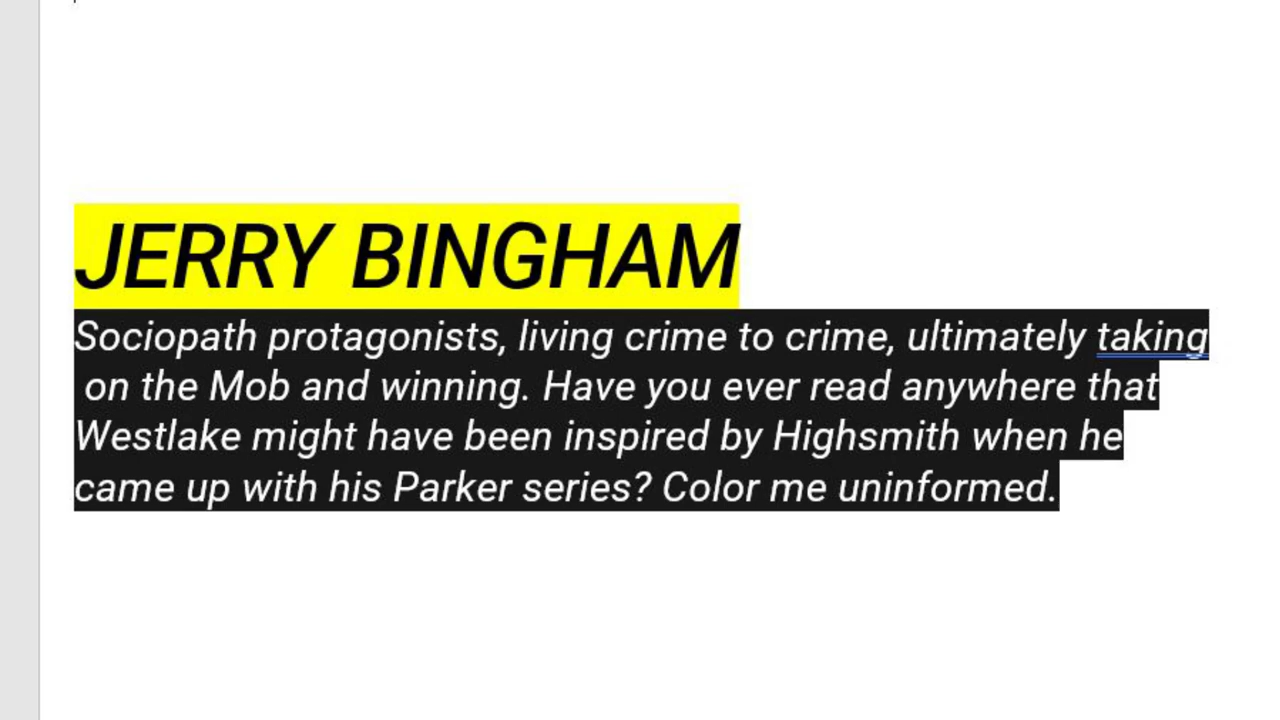 JERRY BINGHAM
Sociopath protagonists, living crime to crime, ultimately taking
on the Mob and winning. Have you ever read anywhere that
Westlake might have been inspired by Highsmith when he
came up with his Parker series? Color me uninformed.